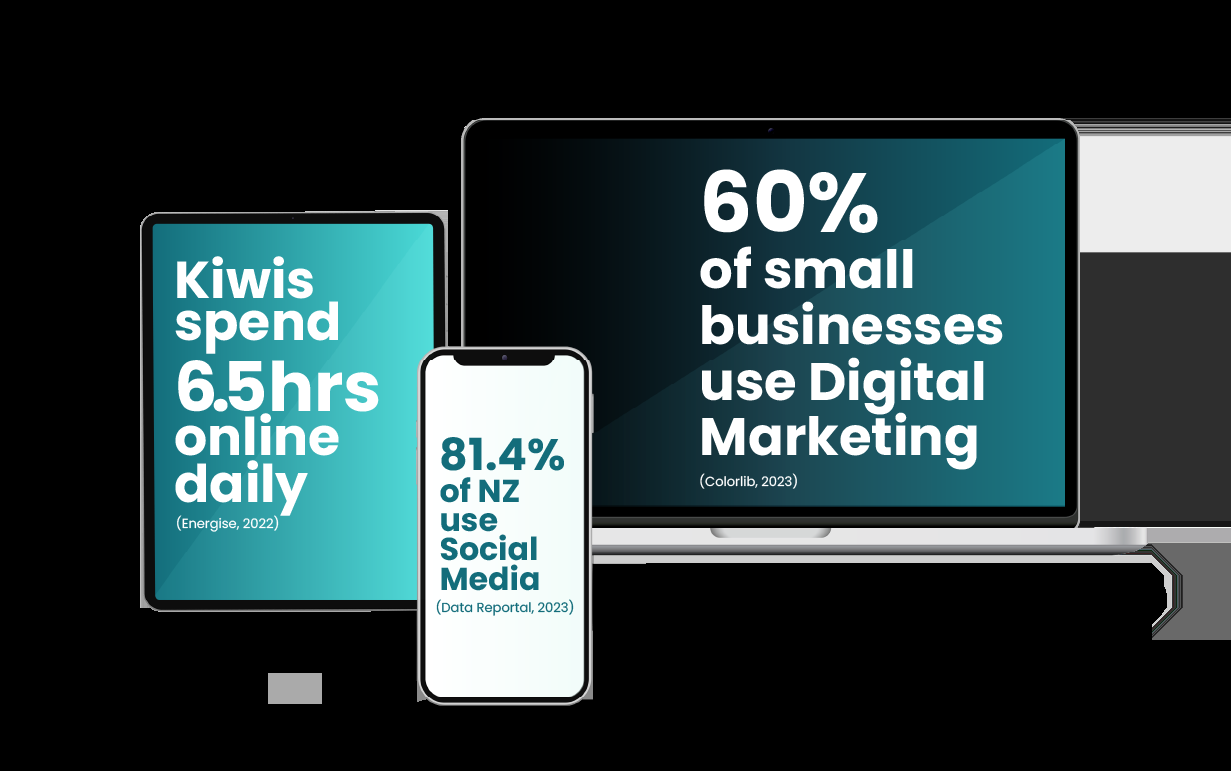 Kiwis
spend
6.5hrs
online
daily
(Energise, 2022)
81.4%
of NZ
use
Social
Media
(Data Reportal, 2023)
60%
of small
businesses
use Digital
Marketing
(Colorlib, 2023)